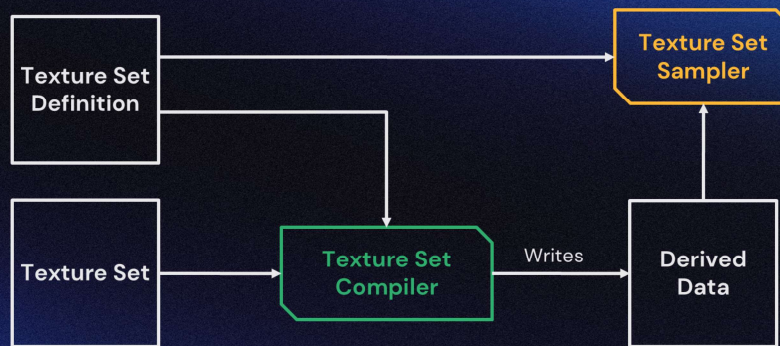 Texture Set
Definition
Texture Set
Sampler
Texture Set
Texture Set
Compiler
Writes
Derived
Data